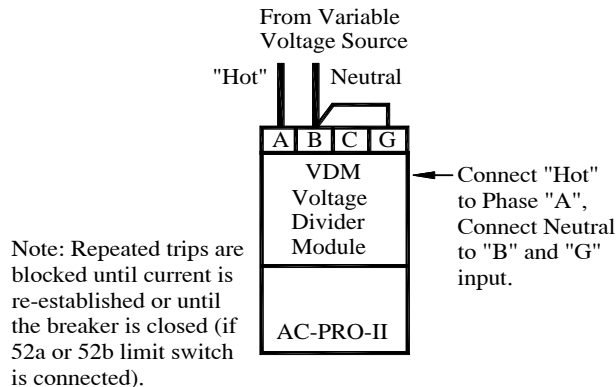 From Variable
Voltage Source
"Hot" Neutral
A B C G
VDM
Voltage
Divider
Module
Connect "Hot"
to Phase "A",
Connect Neutral
to "B" and "G"
input.
Note: Repeated trips are
blocked until current is
re-established or until
the breaker is closed (if
52a or 52b limit switch
is connected).
AC-PRO-II